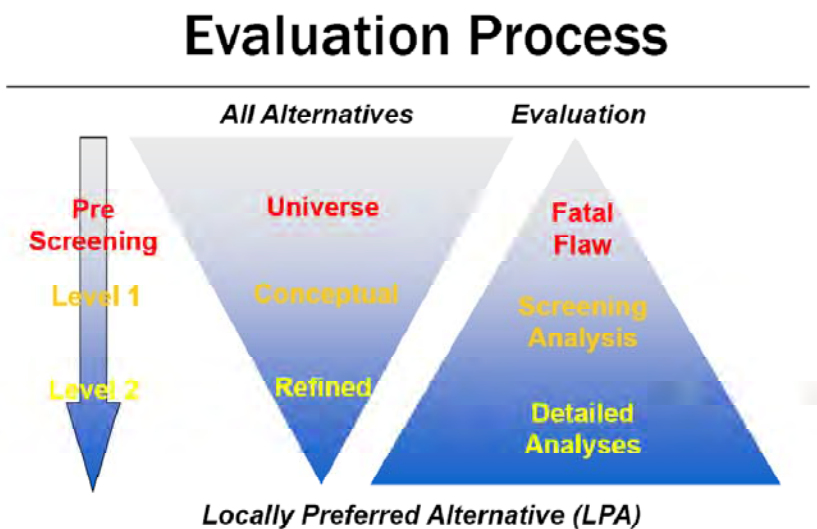 Evaluation Process
All Alternatives
Evaluation
Pre
Screening
Universe
Fatal
Flaw
Level 1
Conceptual
Screening
Analysis
Level 2
Refined
Detailed
Analyses
Locally Preferred Alternative (LPA)